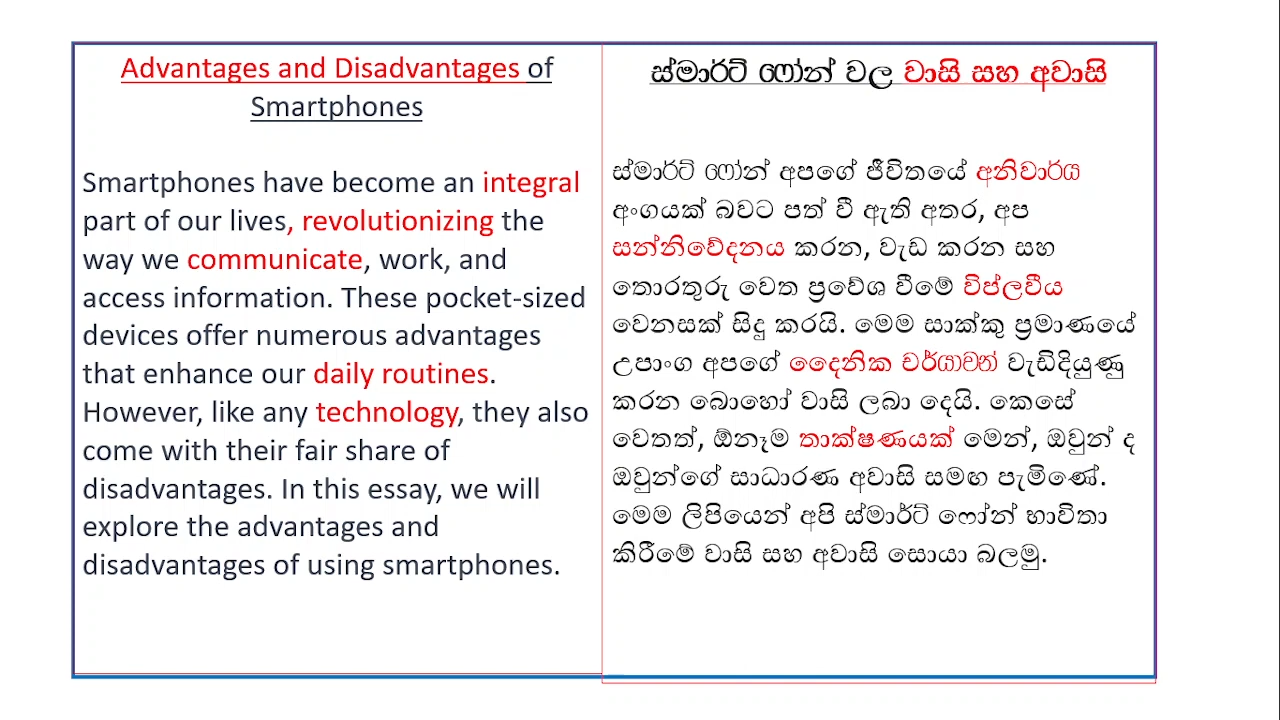 Advantages and Disadvantages of
Smartphones
Smartphones have become an integral
part of our lives, revolutionizing the
way we communicate, work, and
access information. These pocket-sized
devices offer numerous advantages
that enhance our daily routines.
However, like any technology, they also
come with their fair share of
disadvantages. In this essay, we will
explore the advantages and
disadvantages of using smartphones.
ස්මාර්ට් ෆෝන් වල වාසි සහ අවාසි
ස්මාර්ට් ෆෝන් අපගේ ජීවිතයේ අනිවාර්ය
අංගයක් බවට පත් වී ඇති අතර, අප
සන්නිවේදනය කරන, වැඩ කරන සහ
තොරතුරු වෙත ප්‍රවේශ වීමේ විප්ලවීය
වෙනසක් සිදු කරයි. මෙම සාක්කු ප්‍රමාණයේ
උපාංග අපගේ දෛනික චර්යාවන් වැඩිදියුණු
කරන බොහෝ වාසි ලබා දෙයි. කෙසේ
වෙතත්, ඕනෑම තාක්ෂණයක් මෙන්, ඔවුන් ද
ඔවුන්ගේ සාධාරණ අවාසි සමඟ පැමිණේ.
මෙම ලිපියෙන් අපි ස්මාර්ට් ෆෝන් භාවිතා
කිරීමේ වාසි සහ අවාසි සොයා බලමු.